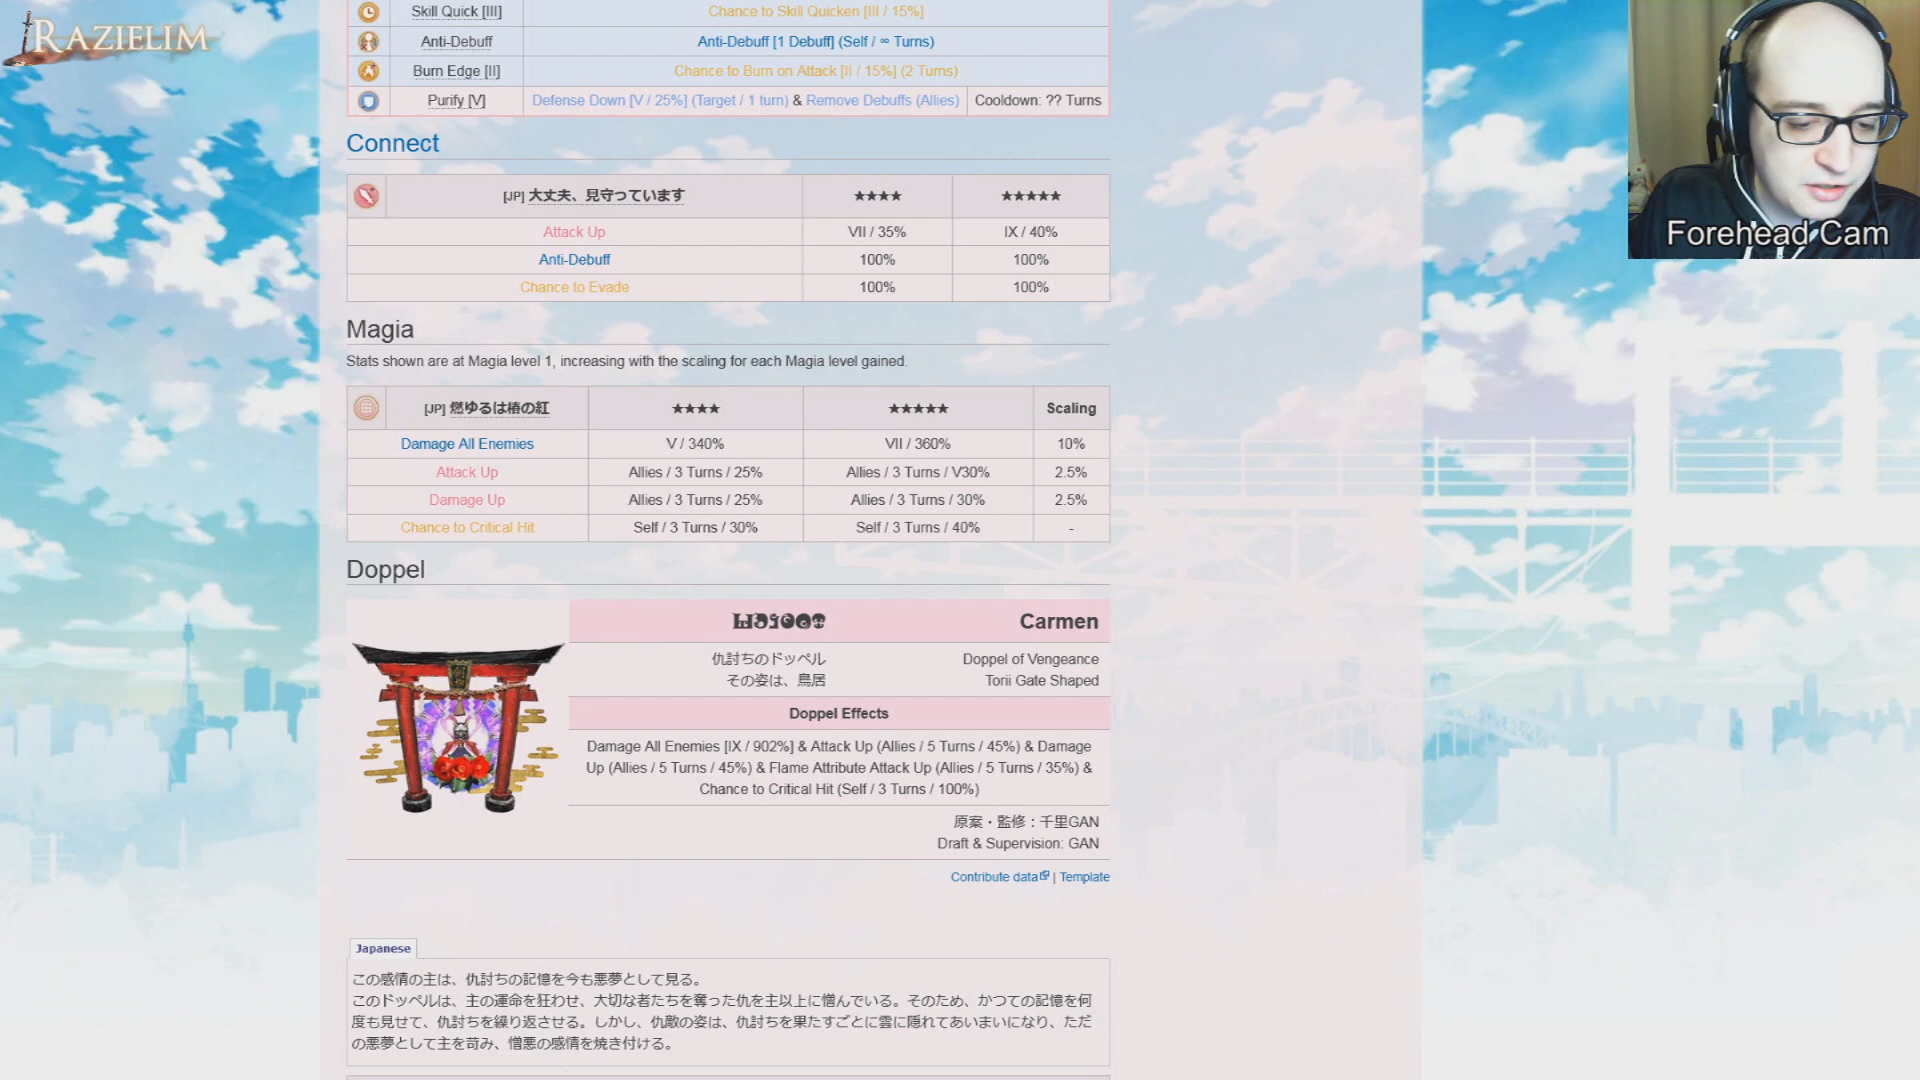 RAZIELIM
Skill Quick [III] Chance to Skill Quicken [III / 15%]
Anti-Debuff Anti-Debuff [1 Debuff] (Self / ∞ Turns)
Burn Edge [II] Chance to Burn on Attack [II / 15%] (2 Turns)
Purify [V] Defense Down [V / 25%] (Target / 1 turn) & Remove Debuffs (Allies) Cooldown: ?? Turns
Forehead Cam
Connect
[JP] 大丈夫、見守っています ★★★★ ★★★★★
Attack Up VII / 35% IX / 40%
Anti-Debuff 100% 100%
Chance to Evade 100% 100%
Magia
Stats shown are at Magia level 1, increasing with the scaling for each Magia level gained.
[JP] 燃ゆるは椿の紅 ★★★★ ★★★★★ Scaling
Damage All Enemies V / 340% VII / 360% 10%
Attack Up Allies / 3 Turns / 25% Allies / 3 Turns / V30% 2.5%
Damage Up Allies / 3 Turns / 25% Allies / 3 Turns / 30% 2.5%
Chance to Critical Hit Self / 3 Turns / 30% Self / 3 Turns / 40% -
Doppel
Carmen
仇討ちのドッペル Doppel of Vengeance
その姿は、鳥居 Torii Gate Shaped
Doppel Effects
Damage All Enemies [IX / 902%] & Attack Up (Allies / 5 Turns / 45%) & Damage
Up (Allies / 5 Turns / 45%) & Flame Attribute Attack Up (Allies / 5 Turns / 35%) &
Chance to Critical Hit (Self / 3 Turns / 100%)
原案・監修：千里GAN
Draft & Supervision: GAN
Contribute data | Template
Japanese
この感情の主は、仇討ちの記憶を今も悪夢として見る。
このドッペルは、主の運命を狂わせ、大切な者たちを奪った仇を主以上に憎んでいる。そのため、かつての記憶を何
度も見せて、仇討ちを繰り返させる。しかし、仇敵の姿は、仇討ちを果たすごとに雲に隠れてあいまいになり、ただ
の悪夢として主を苛み、憎悪の感情を焼き付ける。